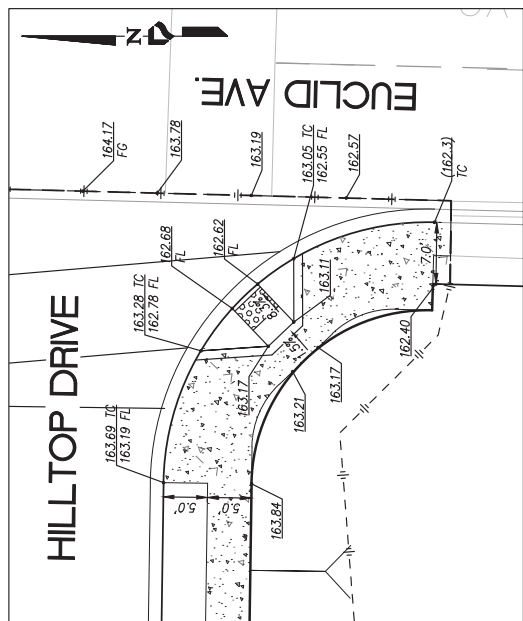 N
EUCLID AVE.
164.17
FG
163.78
163.19
163.05 TC
162.55 FL
162.57
(162.3)
TC
162.68
FL
162.62
FL
163.28 TC
162.78 FL
HILLTOP DRIVE
163.11
7.0'
1.5%
162.40
163.17
163.17
163.21
163.69 TC
163.19 FL
5.0'
5.0'
163.84